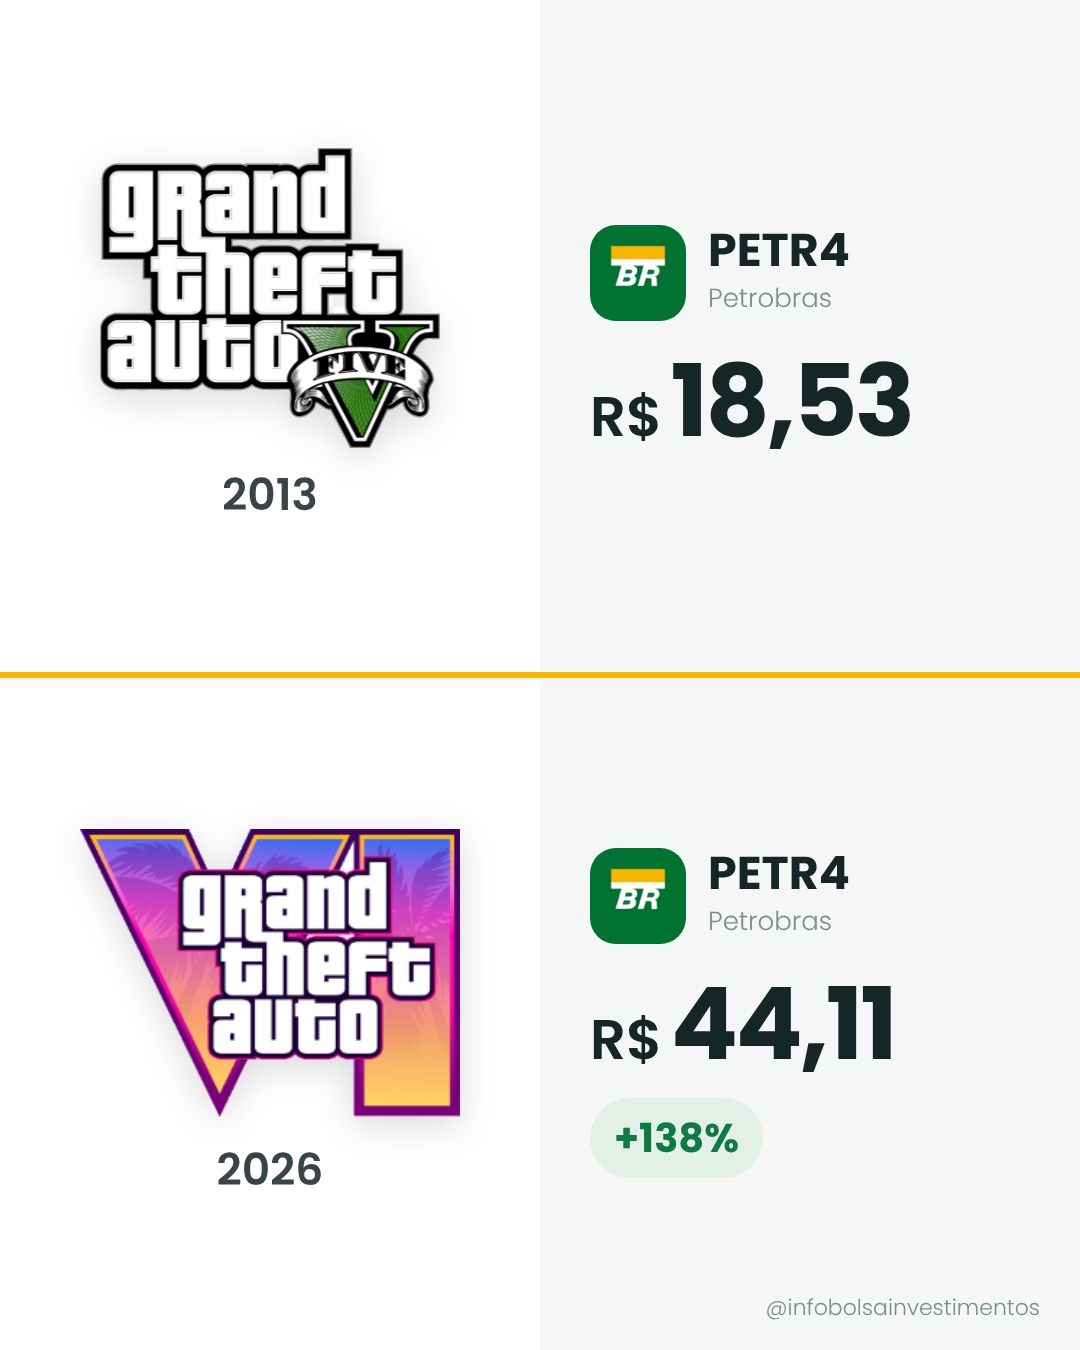 grand
theft
auto V
FIVE
2013
BR
PETR4
Petrobras
R$ 18,53
VI
grand
theft
auto
2026
BR
PETR4
Petrobras
R$ 44,11
+138%
@infobolsainvestimentos